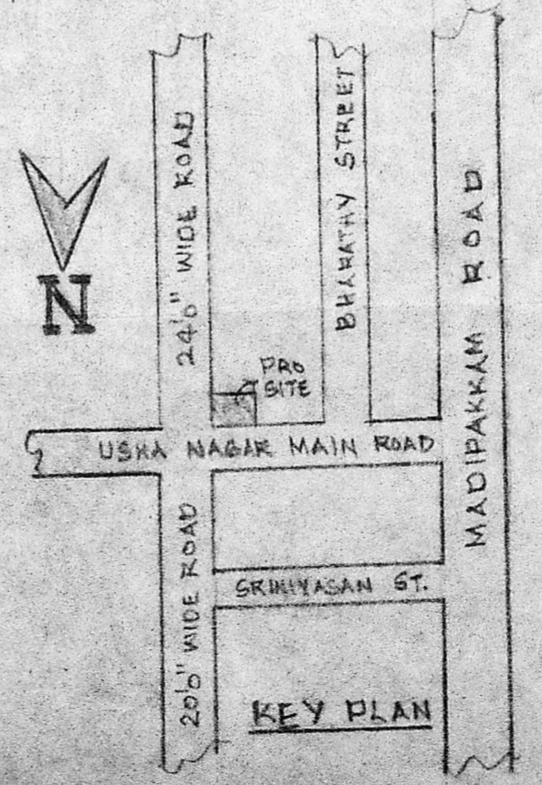 24'0" WIDE ROAD
BHARATHY STREET
MADIPAKKAM ROAD
N
PRO
SITE
USHA NAGAR MAIN ROAD
20'0" WIDE ROAD
SRINIVASAN ST.
KEY PLAN